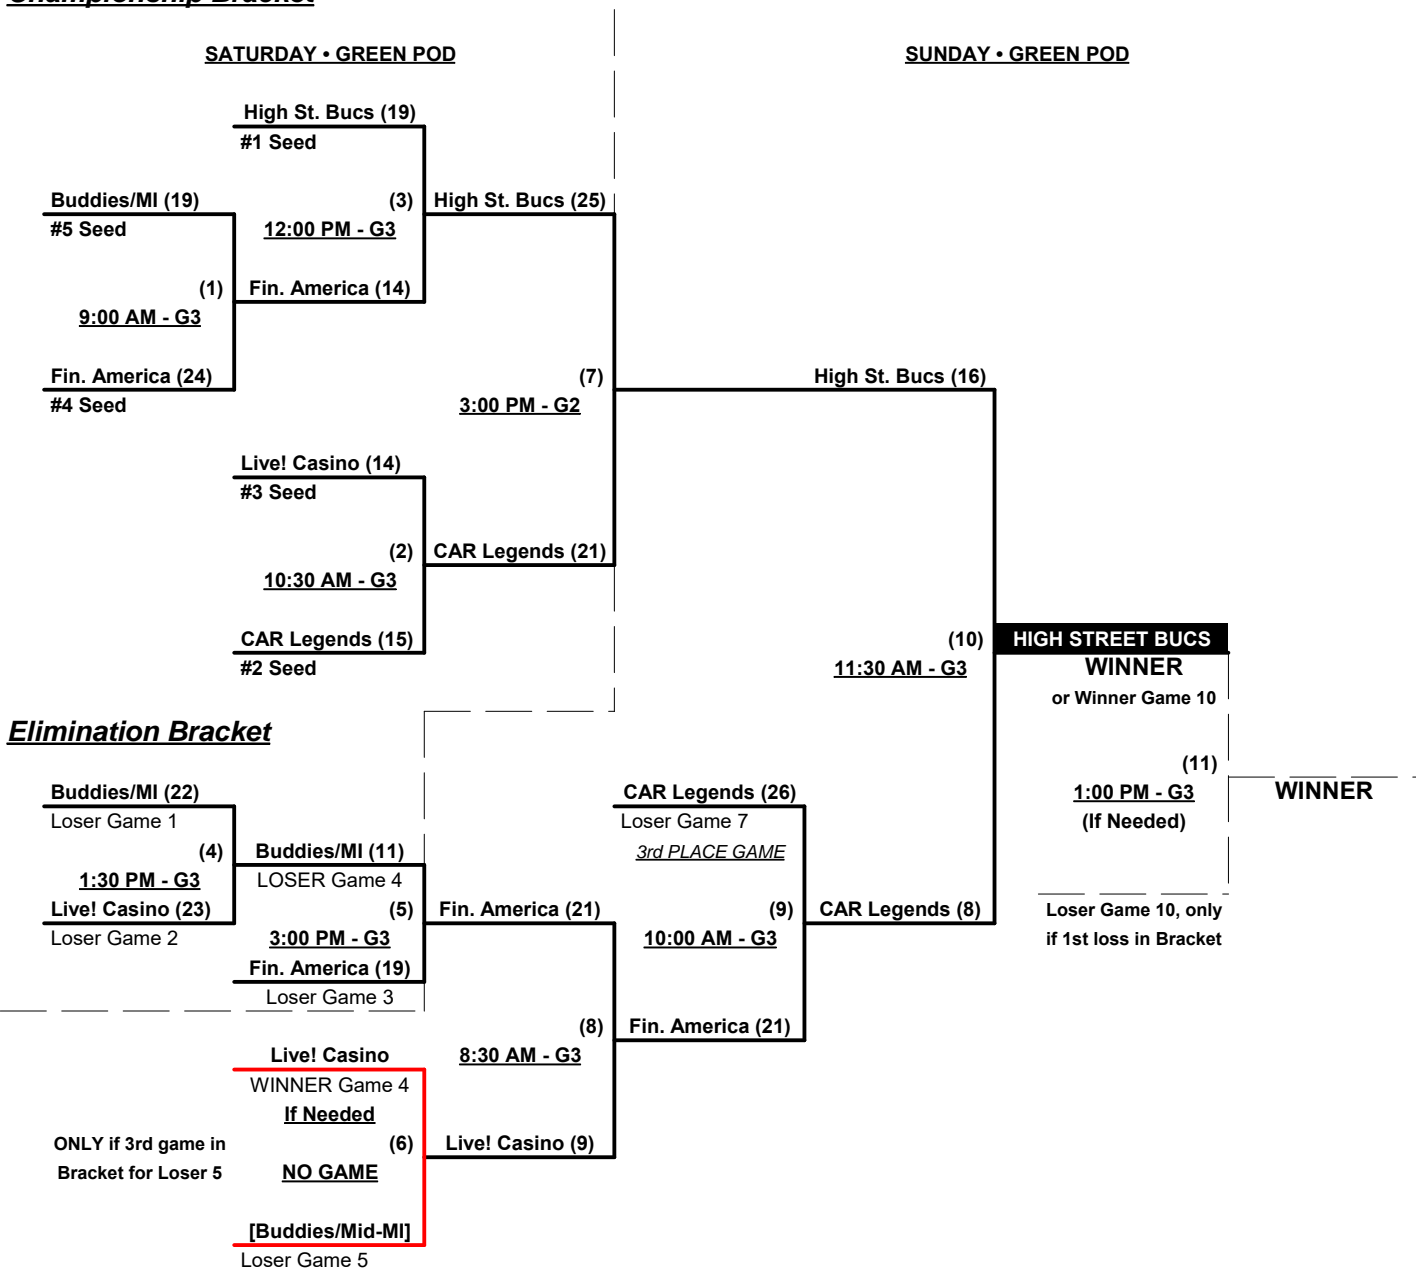 Championship Bracket
SATURDAY • GREEN POD
SUNDAY • GREEN POD
High St. Bucs (19)
#1 Seed
Buddies/MI (19)
#5 Seed
(3)
12:00 PM - G3
High St. Bucs (25)
(1)
9:00 AM - G3
Fin. America (14)
Fin. America (24)
#4 Seed
(7)
3:00 PM - G2
High St. Bucs (16)
Live! Casino (14)
#3 Seed
(2)
10:30 AM - G3
CAR Legends (21)
CAR Legends (15)
#2 Seed
(10)
11:30 AM - G3
HIGH STREET BUCS
WINNER
or Winner Game 10
(11)
1:00 PM - G3
(If Needed)
WINNER
Loser Game 10, only
if 1st loss in Bracket
Elimination Bracket
Buddies/MI (22)
Loser Game 1
(4)
1:30 PM - G3
Live! Casino (23)
Loser Game 2
Buddies/MI (11)
LOSER Game 4
(5)
3:00 PM - G3
Fin. America (19)
Loser Game 3
Fin. America (21)
CAR Legends (26)
Loser Game 7
3rd PLACE GAME
(9)
10:00 AM - G3
CAR Legends (8)
(8)
8:30 AM - G3
Fin. America (21)
Live! Casino
WINNER Game 4
If Needed
ONLY if 3rd game in
Bracket for Loser 5
(6)
NO GAME
Live! Casino (9)
[Buddies/Mid-MI]
Loser Game 5